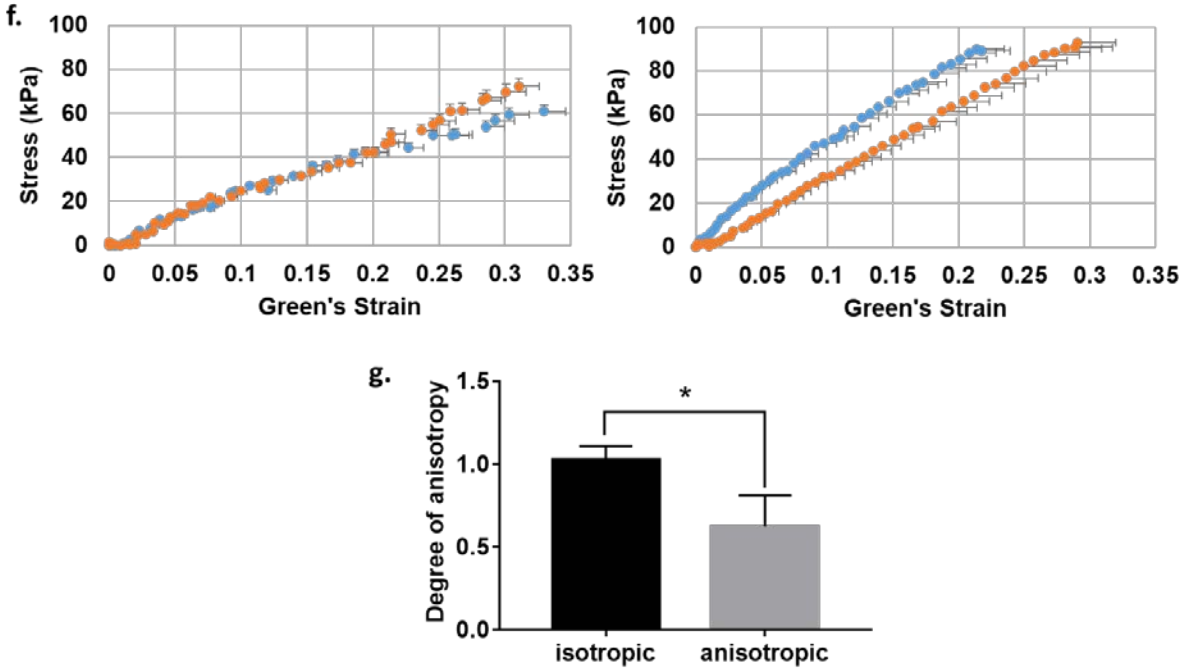 f.
100
80
60
40
20
0
Stress (kPa)
0 0.05 0.1 0.15 0.2 0.25 0.3 0.35
Green's Strain
100
80
60
40
20
0
Stress (kPa)
0 0.05 0.1 0.15 0.2 0.25 0.3 0.35
Green's Strain
g.
1.5
1.0
0.5
0.0
Degree of anisotropy
*
isotropic anisotropic